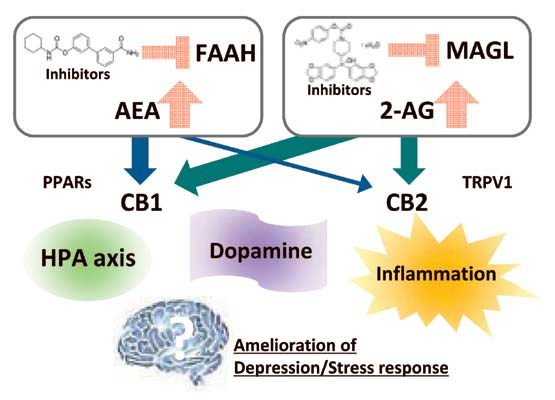 Inhibitors
FAAH
AEA
Inhibitors
MAGL
2-AG
PPARs
CB1
CB2
TRPV1
HPA axis
Dopamine
Inflammation
?
Amelioration of
Depression/Stress response